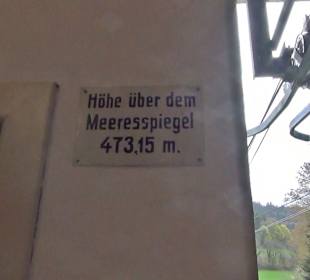 Höhe über dem
Meeresspiegel
473,15 m.